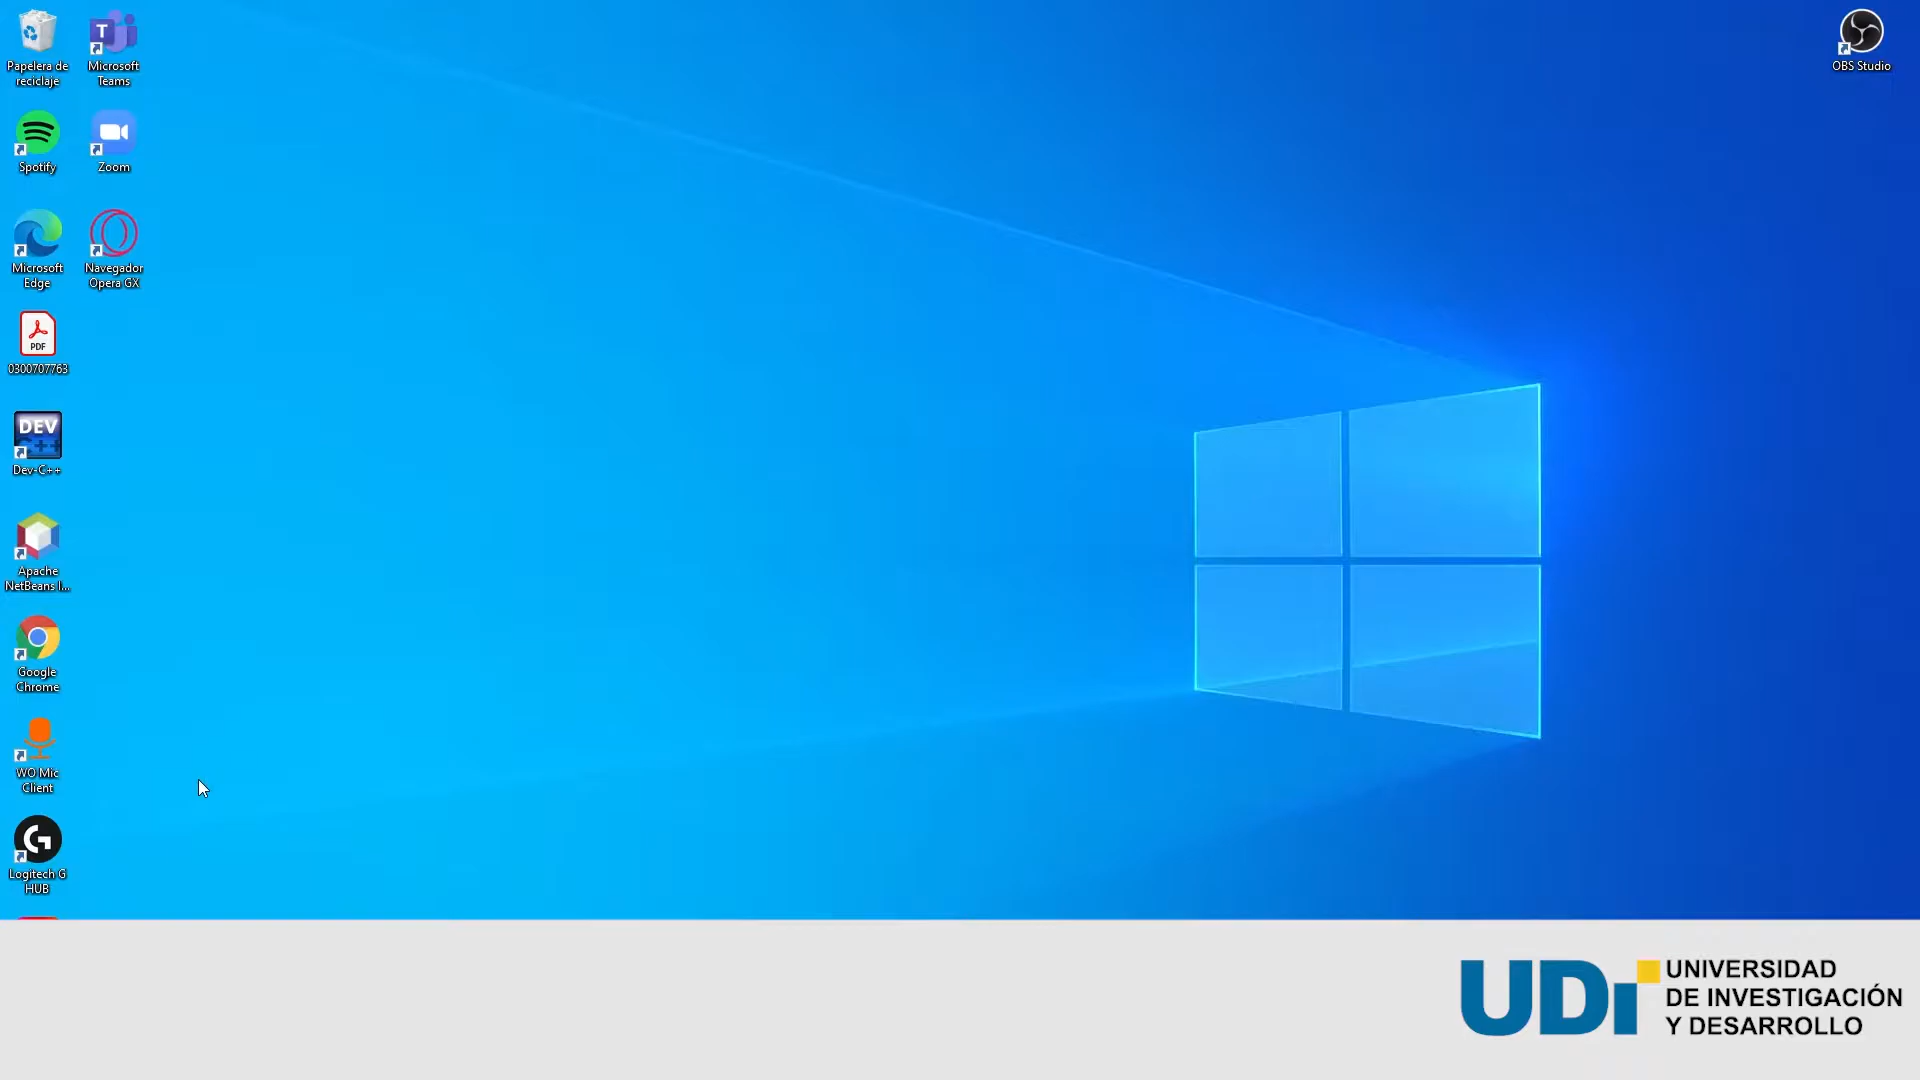 Papelera de
reciclaje
T
Microsoft
Teams
OBS Studio
Spotify
Zoom
Microsoft
Edge
Navegador
Opera GX
PDF
0300707763
DEV
C++
Dev-C++
Apache
NetBeans I...
Google
Chrome
WO Mic
Client
Logitech G
HUB
UDi
UNIVERSIDAD
DE INVESTIGACIÓN
Y DESARROLLO